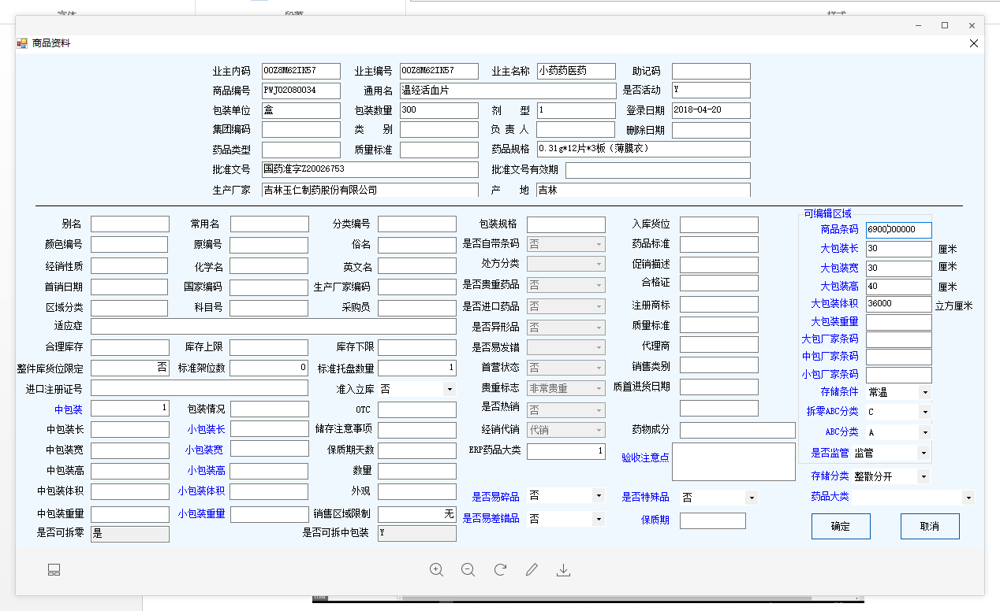 字体 段落 样式
商品资料
业主内码 00Z8M62IK57 业主编号 00Z8M62IK57 业主名称 小药药医药 助记码
商品编号 PWJ02080034 通用名 温经活血片 是否活动 Y
包装单位 盒 包装数量 300 剂 型 1 登录日期 2018-04-20
集团编码 类 别 负 责 人 删除日期
药品类型 质量标准 药品规格 0.31g*12片*3板（薄膜衣）
批准文号 国药准字Z20026753 批准文号有效期
生产厂家 吉林玉仁制药股份有限公司 产 地 吉林
可编辑区域
别名 常用名 分类编号 包装规格 入库货位 商品条码 6900000000
颜色编号 原编号 俗名 是否自带条码 否 药品标准 大包装长 30 厘米
经销性质 化学名 英文名 处方分类 促销描述 大包装宽 30 厘米
首销日期 国家编码 生产厂家编码 是否贵重药品 否 合格证 大包装高 40 厘米
区域分类 科目号 采购员 是否进口药品 否 注册商标 大包装体积 36000 立方厘米
适应症 是否异形品 否 质量标准 大包装重量
合理库存 库存上限 库存下限 是否易发错 代理商 大包厂家条码
整件库货位限定 否 标准架位数 0 标准托盘数量 1 首营状态 否 销售类别 中包厂家条码
进口注册证号 准入立库 否 贵重标志 非常贵重 质首进货日期 小包厂家条码
中包装 1 包装情况 OTC 是否热销 否 存储条件 常温
中包装长 小包装长 储存注意事项 经销代销 代销 药物成分 拆零ABC分类 C
中包装宽 小包装宽 保质期天数 ERP药品大类 1 验收注意点 ABC分类 A
中包装高 小包装高 数量 是否监管 监管
中包装体积 小包装体积 外观 是否易碎品 否 是否特殊品 否 存储分类 整散分开
中包装重量 小包装重量 销售区域限制 无 是否易差错品 否 保质期 药品大类
是否可拆零 是 是否可拆中包装 Y 确定 取消